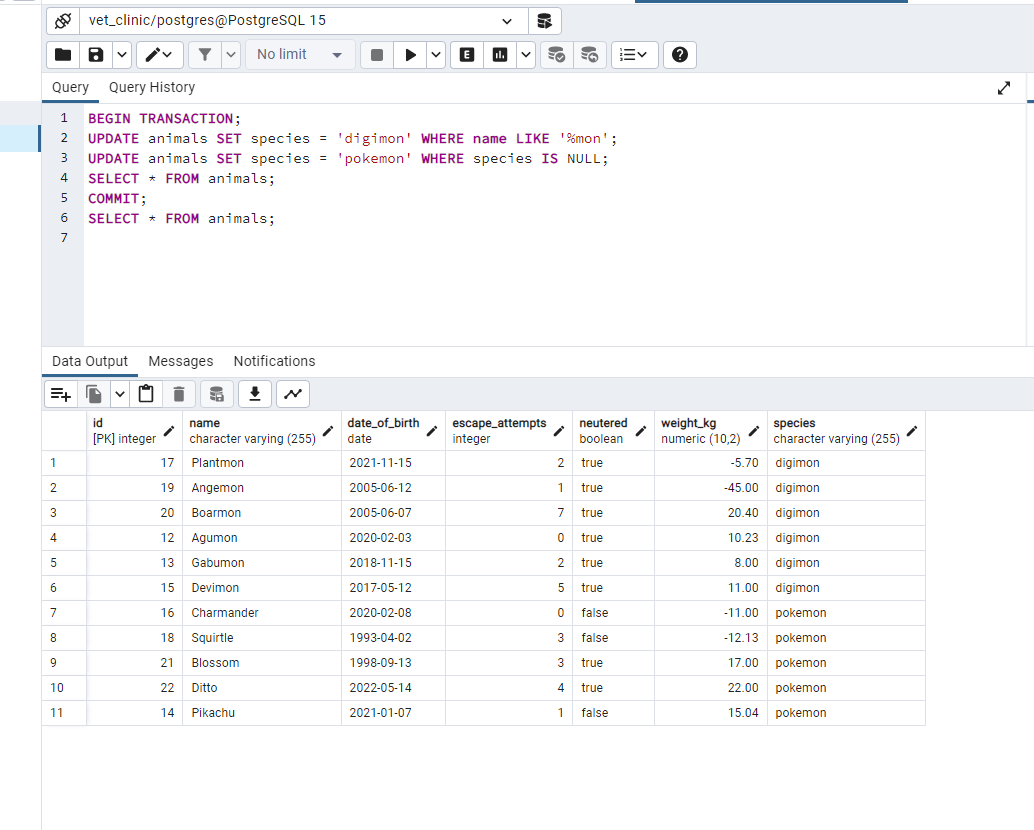 vet_clinic/postgres@PostgreSQL 15
No limit
E
Query Query History
1 BEGIN TRANSACTION;
2 UPDATE animals SET species = 'digimon' WHERE name LIKE '%mon';
3 UPDATE animals SET species = 'pokemon' WHERE species IS NULL;
4 SELECT * FROM animals;
5 COMMIT;
6 SELECT * FROM animals;
7
Data Output Messages Notifications
id name date_of_birth escape_attempts neutered weight_kg species
[PK] integer character varying (255) date integer boolean numeric (10,2) character varying (255)
1 17 Plantmon 2021-11-15 2 true -5.70 digimon
2 19 Angemon 2005-06-12 1 true -45.00 digimon
3 20 Boarmon 2005-06-07 7 true 20.40 digimon
4 12 Agumon 2020-02-03 0 true 10.23 digimon
5 13 Gabumon 2018-11-15 2 true 8.00 digimon
6 15 Devimon 2017-05-12 5 true 11.00 digimon
7 16 Charmander 2020-02-08 0 false -11.00 pokemon
8 18 Squirtle 1993-04-02 3 false -12.13 pokemon
9 21 Blossom 1998-09-13 3 true 17.00 pokemon
10 22 Ditto 2022-05-14 4 true 22.00 pokemon
11 14 Pikachu 2021-01-07 1 false 15.04 pokemon